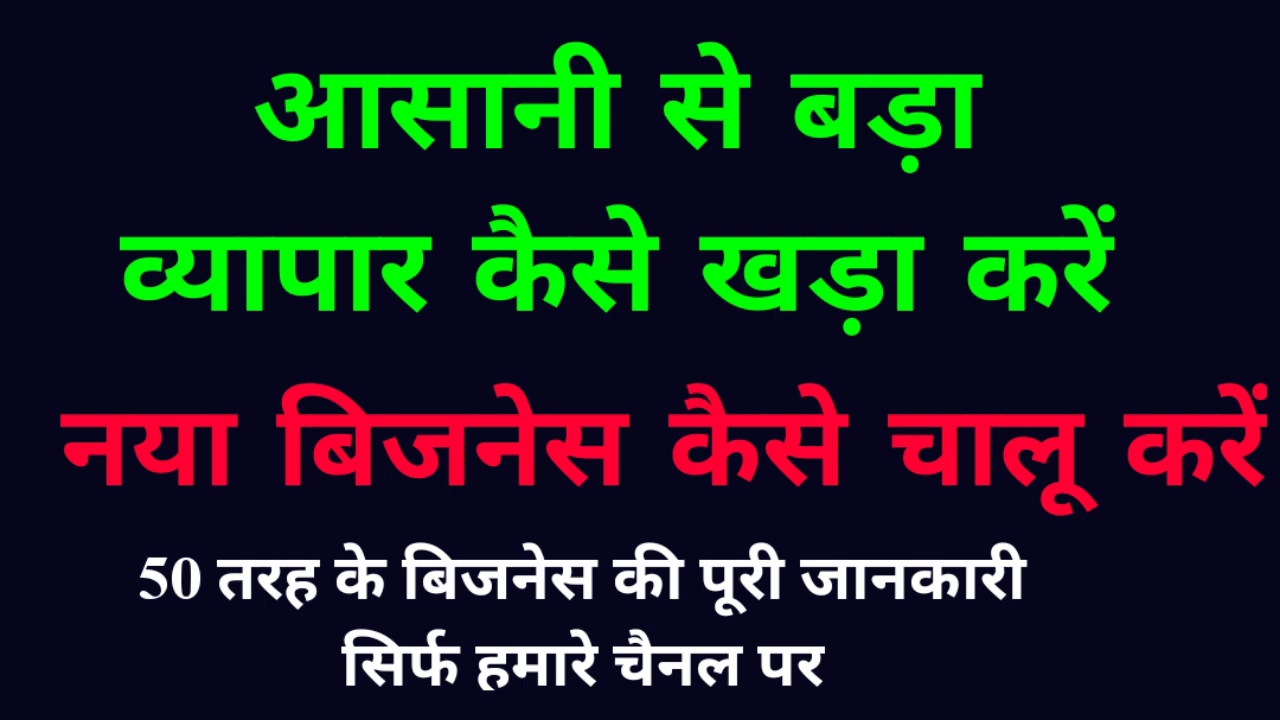 आसानी से बड़ा
व्यापार कैसे खड़ा करें
नया बिजनेस कैसे चालू करें
50 तरह के बिजनेस की पूरी जानकारी
सिर्फ हमारे चैनल पर